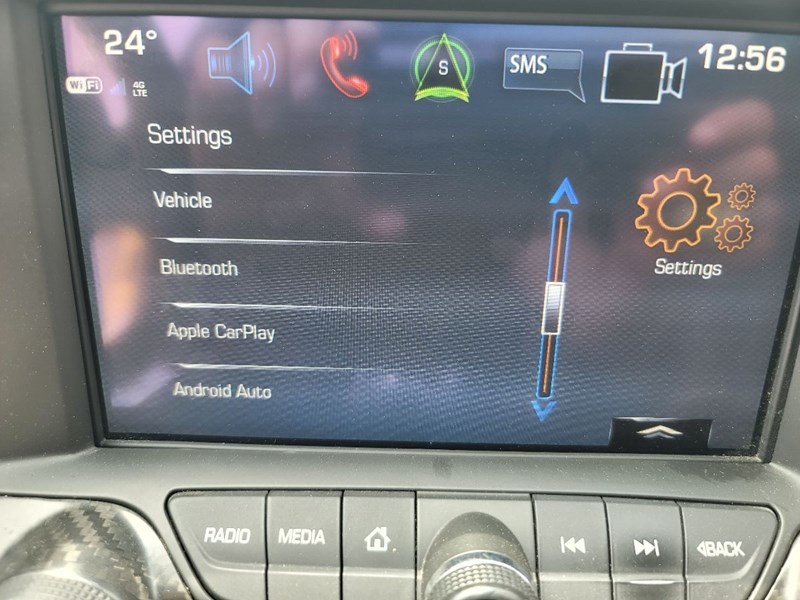 24°
12:56
WiFi
4G
LTE
S
SMS
Settings
Vehicle
Bluetooth
Apple CarPlay
Android Auto
Settings
RADIO
MEDIA
BACK